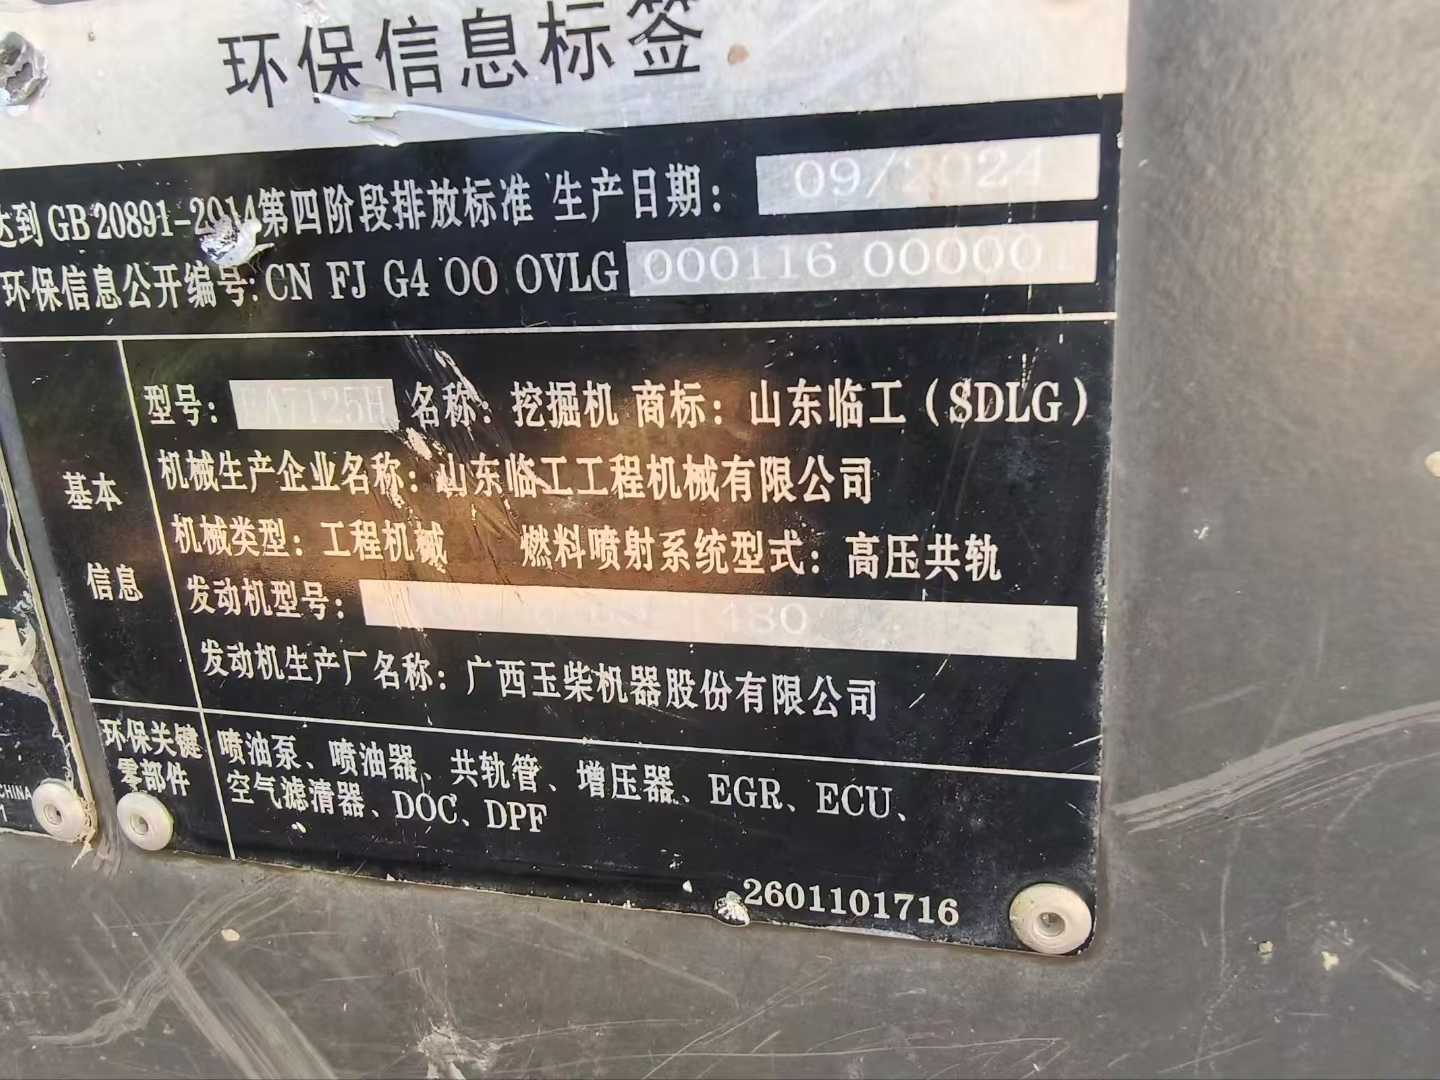 环保信息标签
达到GB 20891-2014第四阶段排放标准 生产日期: 09/2024
环保信息公开编号: CN FJ G4 OO OVLG 000116 000001
型号: 名称: 挖掘机 商标: 山东临工（SDLG）
机械生产企业名称: 山东临工工程机械有限公司
基本
机械类型: 工程机械 燃料喷射系统型式: 高压共轨
信息
发动机型号: 480
发动机生产厂名称: 广西玉柴机器股份有限公司
环保关键
零部件
喷油泵、喷油器、共轨管、增压器、EGR、ECU、
空气滤清器、DOC、DPF
CHINA
2601101716